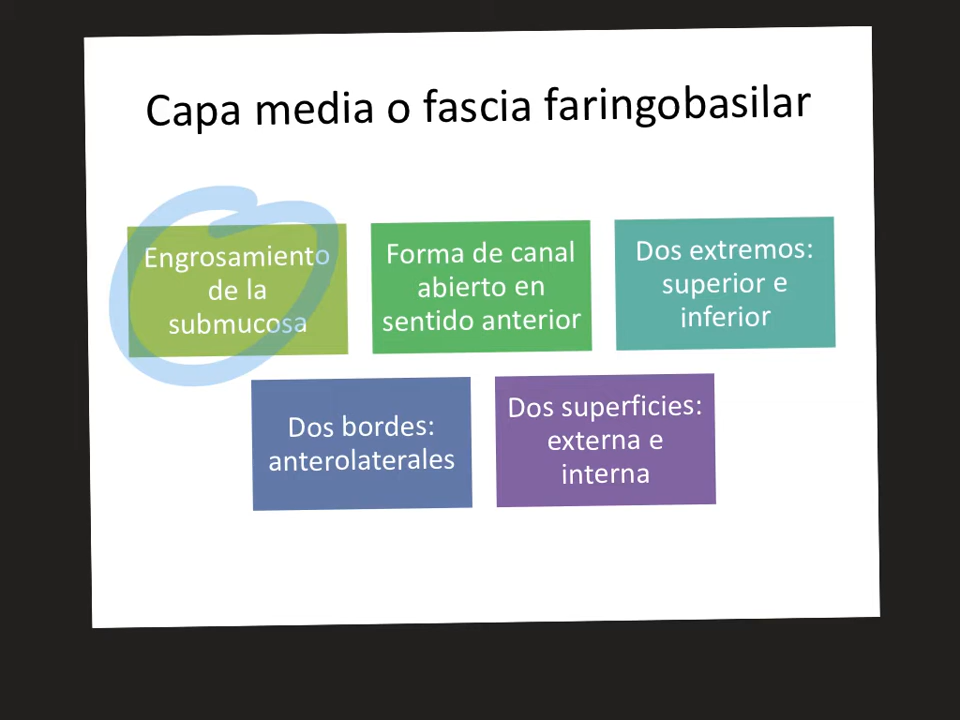 Capa media o fascia faringobasilar
Engrosamiento
de la
submucosa
Forma de canal
abierto en
sentido anterior
Dos extremos:
superior e
inferior
Dos bordes:
anterolaterales
Dos superficies:
externa e
interna